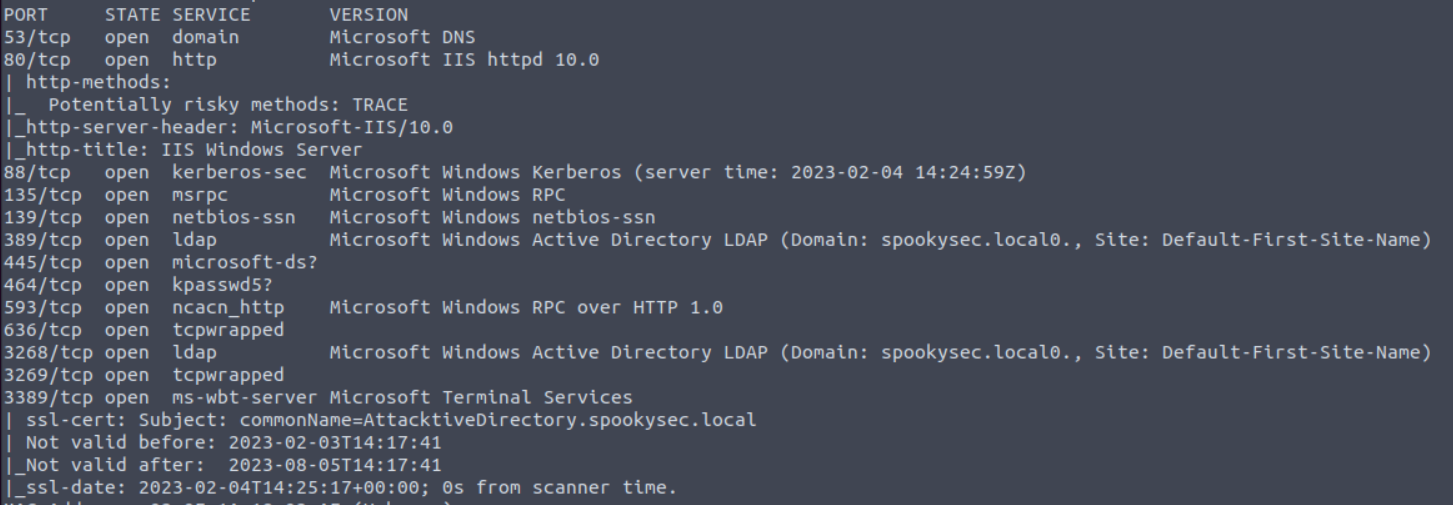 PORT     STATE SERVICE       VERSION
53/tcp   open  domain        Microsoft DNS
80/tcp   open  http          Microsoft IIS httpd 10.0
| http-methods:
|_  Potentially risky methods: TRACE
|_http-server-header: Microsoft-IIS/10.0
|_http-title: IIS Windows Server
88/tcp   open  kerberos-sec  Microsoft Windows Kerberos (server time: 2023-02-04 14:24:59Z)
135/tcp  open  msrpc         Microsoft Windows RPC
139/tcp  open  netbios-ssn   Microsoft Windows netbios-ssn
389/tcp  open  ldap          Microsoft Windows Active Directory LDAP (Domain: spookysec.local0., Site: Default-First-Site-Name)
445/tcp  open  microsoft-ds?
464/tcp  open  kpasswd5?
593/tcp  open  ncacn_http    Microsoft Windows RPC over HTTP 1.0
636/tcp  open  tcpwrapped
3268/tcp open  ldap          Microsoft Windows Active Directory LDAP (Domain: spookysec.local0., Site: Default-First-Site-Name)
3269/tcp open  tcpwrapped
3389/tcp open  ms-wbt-server Microsoft Terminal Services
| ssl-cert: Subject: commonName=AttacktiveDirectory.spookysec.local
| Not valid before: 2023-02-03T14:17:41
|_Not valid after:  2023-08-05T14:17:41
|_ssl-date: 2023-02-04T14:25:17+00:00; 0s from scanner time.